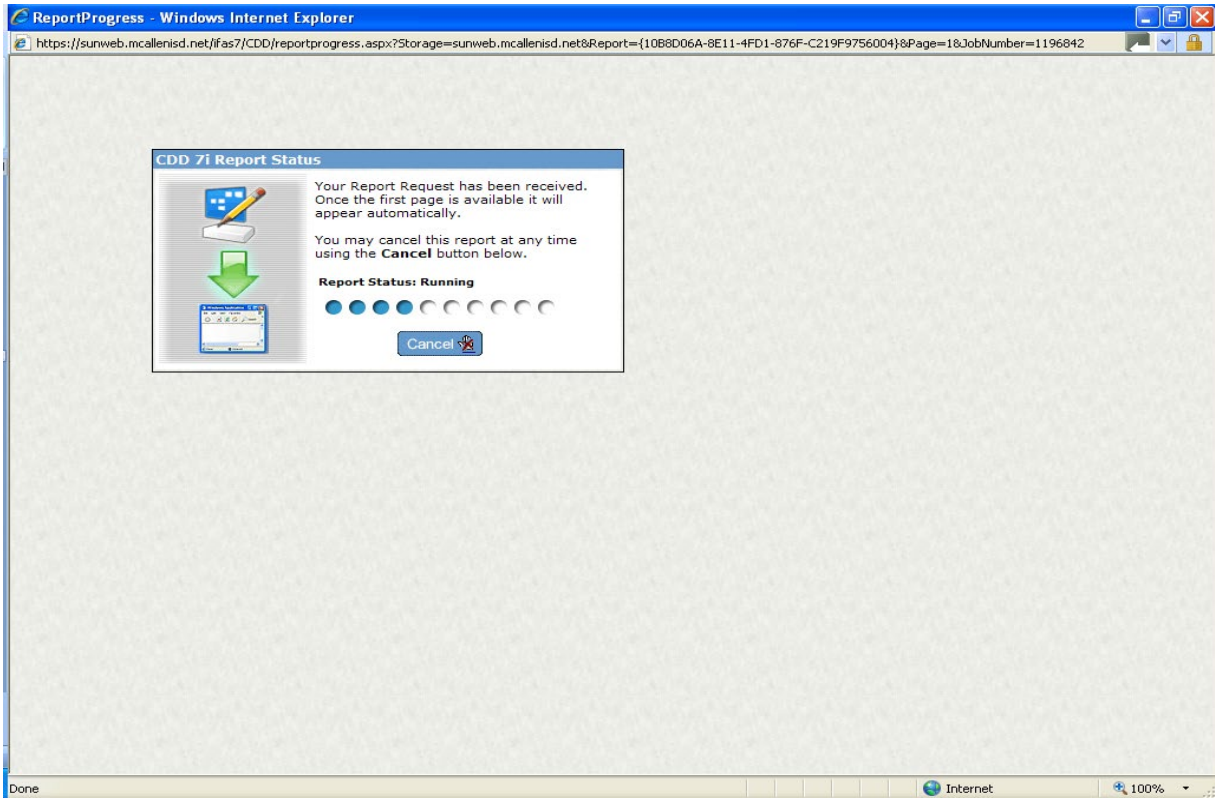 ReportProgress - Windows Internet Explorer
https://sunweb.mcallenisd.net/ifas7/CDD/reportprogress.aspx?Storage=sunweb.mcallenisd.net&Report={10B8D06A-8E11-4FD1-876F-C219F9756004}&Page=1&JobNumber=1196842
CDD 7i Report Status
Your Report Request has been received.
Once the first page is available it will
appear automatically.
You may cancel this report at any time
using the Cancel button below.
Report Status: Running
Cancel
Done
Internet
100%